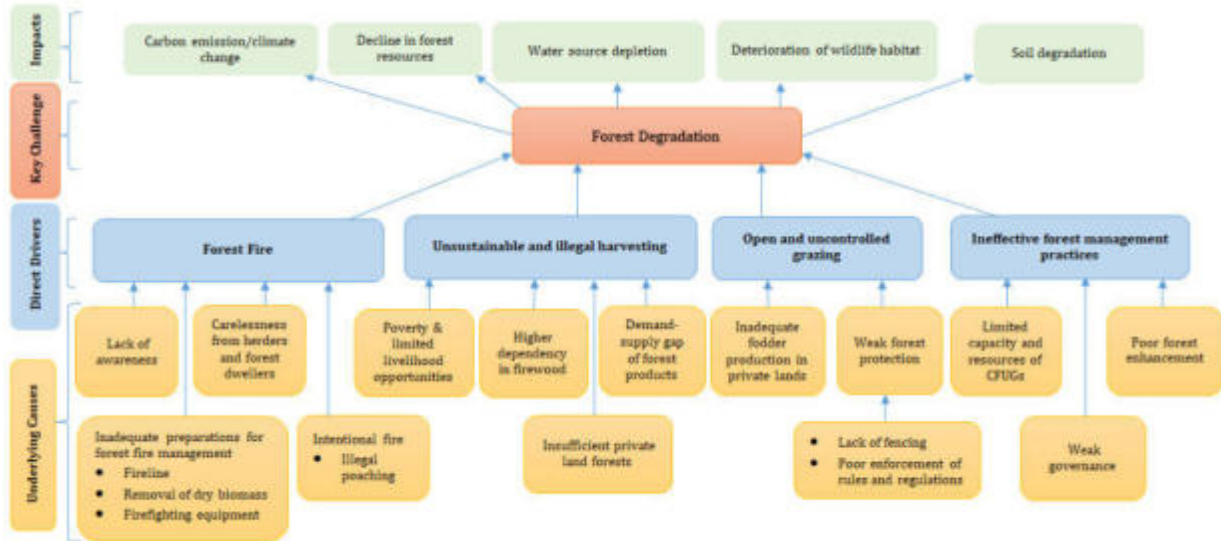 Impacts
Carbon emission/climate
change
Decline in forest
resources
Water source depletion
Deterioration of wildlife habitat
Soil degradation
Key Challenge
Forest Degradation
Direct Drivers
Forest Fire
Unsustainable and illegal harvesting
Open and uncontrolled
grazing
Ineffective forest management
practices
Underlying Causes
Lack of
awareness
Carelessness
from herders
and forest
dwellers
Poverty &
limited
livelihood
opportunities
Higher
dependency
in firewood
Demand-
supply gap
of forest
products
Inadequate
fodder
production in
private lands
Weak forest
protection
Limited
capacity and
resources of
CFUGs
Poor forest
enhancement
Inadequate preparations for
forest fire management
● Fireline
● Removal of dry biomass
● Firefighting equipment
Intentional fire
● Illegal
poaching
Insufficient private
land forests
● Lack of fencing
● Poor enforcement of
rules and regulations
Weak
governance